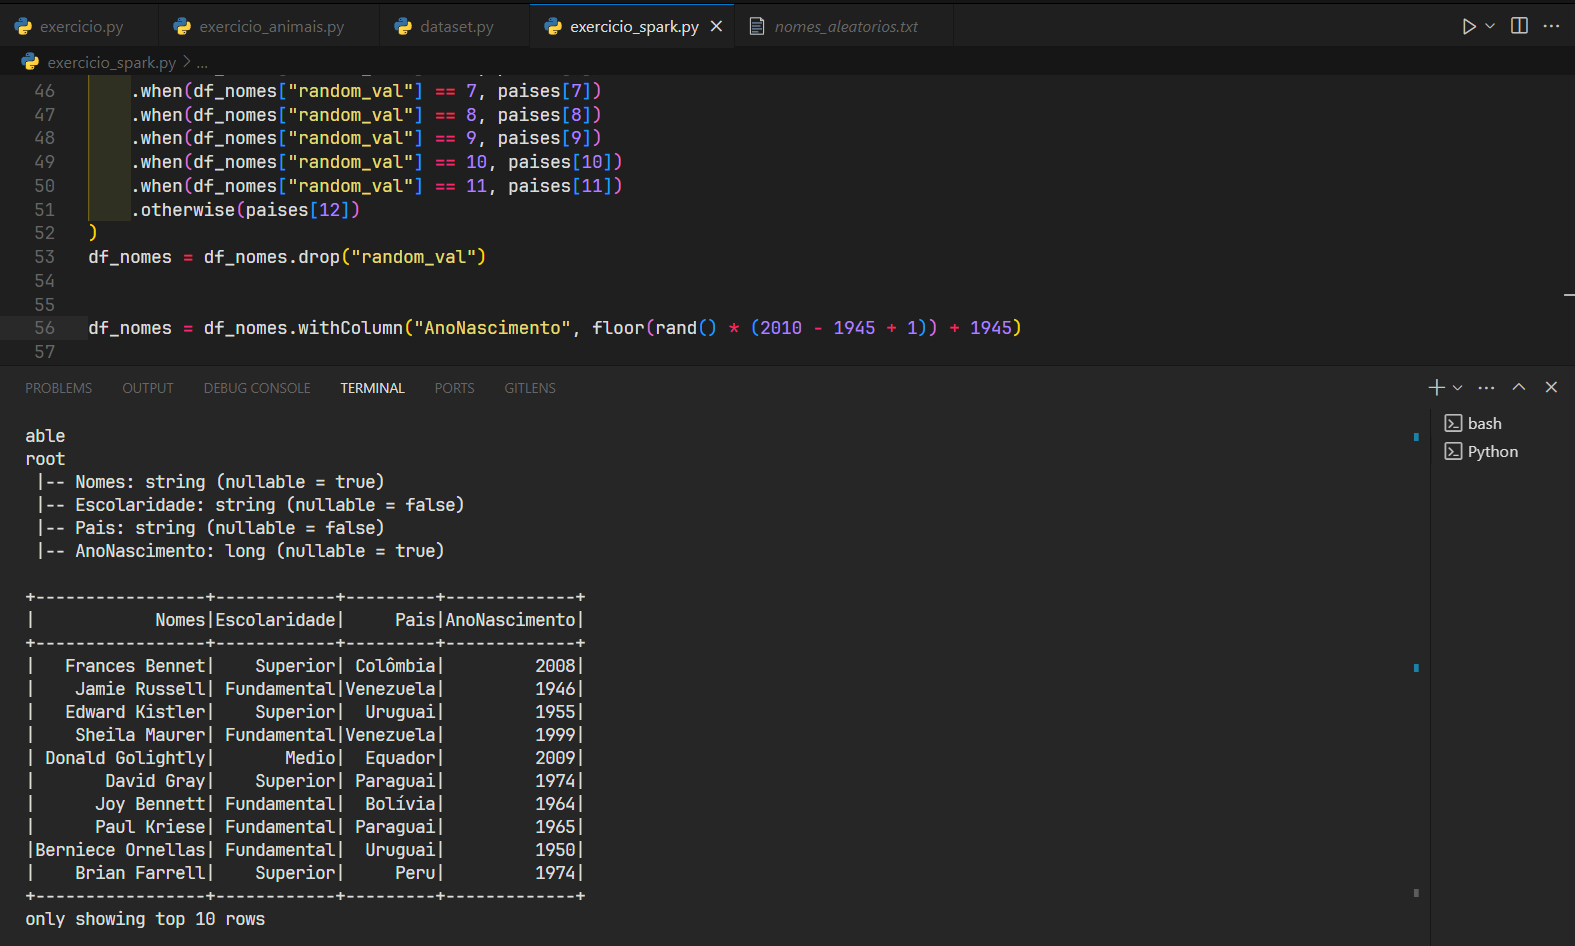 exercicio.py exercicio_animais.py dataset.py exercicio_spark.py nomes_aleatorios.txt
exercicio_spark.py > ...
46 .when(df_nomes["random_val"] == 7, paises[7])
47 .when(df_nomes["random_val"] == 8, paises[8])
48 .when(df_nomes["random_val"] == 9, paises[9])
49 .when(df_nomes["random_val"] == 10, paises[10])
50 .when(df_nomes["random_val"] == 11, paises[11])
51 .otherwise(paises[12])
52 )
53 df_nomes = df_nomes.drop("random_val")
54
55
56 df_nomes = df_nomes.withColumn("AnoNascimento", floor(rand() * (2010 - 1945 + 1)) + 1945)
57
PROBLEMS OUTPUT DEBUG CONSOLE TERMINAL PORTS GITLENS
bash
Python
able
root
 |-- Nomes: string (nullable = true)
 |-- Escolaridade: string (nullable = false)
 |-- Pais: string (nullable = false)
 |-- AnoNascimento: long (nullable = true)
+-----------------+------------+---------+-------------+
|            Nomes|Escolaridade|     Pais|AnoNascimento|
+-----------------+------------+---------+-------------+
|   Frances Bennet|    Superior| Colômbia|         2008|
|    Jamie Russell| Fundamental|Venezuela|         1946|
|   Edward Kistler|    Superior|  Uruguai|         1955|
|    Sheila Maurer| Fundamental|Venezuela|         1999|
| Donald Golightly|       Medio|  Equador|         2009|
|       David Gray|    Superior| Paraguai|         1974|
|      Joy Bennett| Fundamental|  Bolívia|         1964|
|      Paul Kriese| Fundamental| Paraguai|         1965|
|Berniece Ornellas| Fundamental|  Uruguai|         1950|
|    Brian Farrell|    Superior|     Peru|         1974|
+-----------------+------------+---------+-------------+
only showing top 10 rows